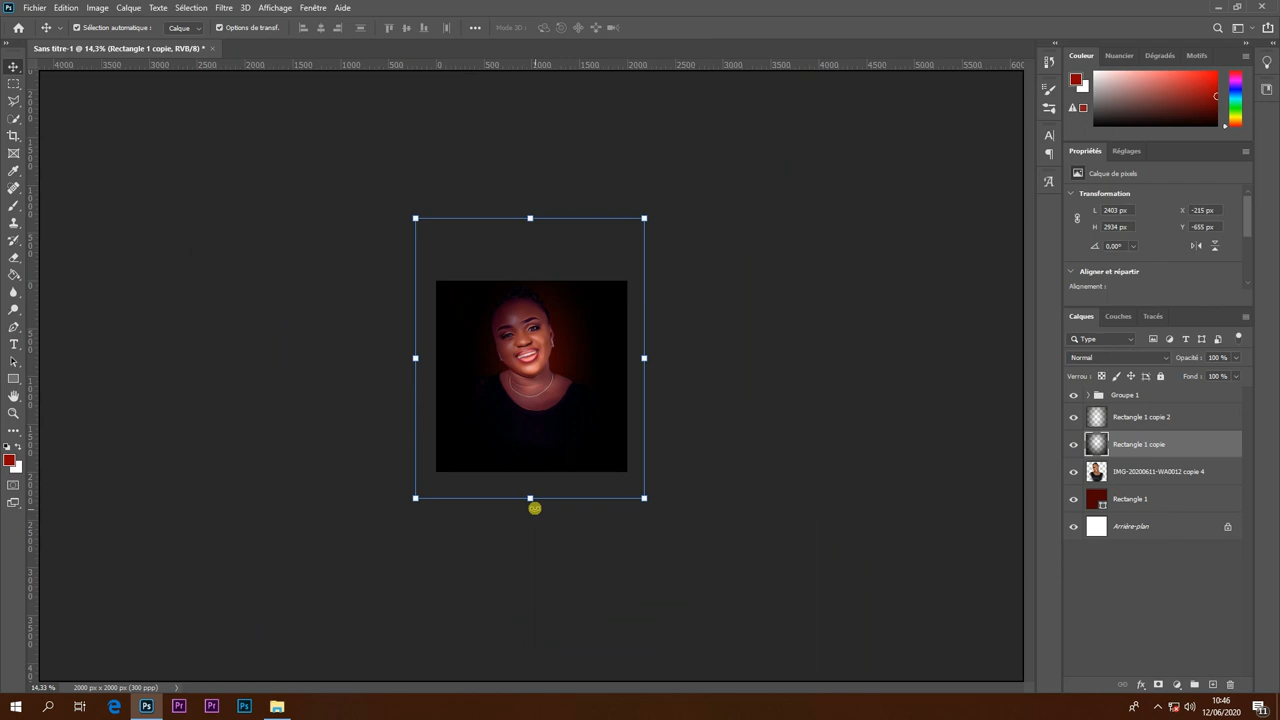 Fichier Edition Image Calque Texte Sélection Filtre 3D Affichage Fenêtre Aide
Sélection automatique : Calque Options de transf. Mode 3D :
Sans titre-1 @ 14,3% (Rectangle 1 copie, RVB/8) *
4000 3500 3000 2500 2000 1500 1000 500 0 500 1000 1500 2000 2500 3000 3500 4000 4500 5000 5500
Couleur Nuancier Dégradés Motifs
Propriétés Réglages
Calque de pixels
Transformation
L 2403 px X -215 px
H 2934 px Y -655 px
0,00°
Aligner et répartir
Alignement :
Calques Couches Tracés
Type
Normal Opacité : 100 %
Verrou : Fond : 100 %
Groupe 1
Rectangle 1 copie 2
Rectangle 1 copie
IMG-20200611-WA0012 copie 4
Rectangle 1
Arrière-plan
14,33 % 2000 px x 2000 px (300 ppp)
10:46
12/06/2020